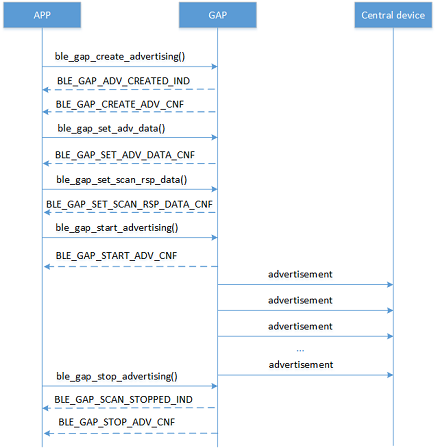 APP
GAP
Central device
ble_gap_create_advertising()
BLE_GAP_ADV_CREATED_IND
BLE_GAP_CREATE_ADV_CNF
ble_gap_set_adv_data()
BLE_GAP_SET_ADV_DATA_CNF
ble_gap_set_scan_rsp_data()
BLE_GAP_SET_SCAN_RSP_DATA_CNF
ble_gap_start_advertising()
BLE_GAP_START_ADV_CNF
advertisement
advertisement
advertisement
...
advertisement
ble_gap_stop_advertising()
BLE_GAP_SCAN_STOPPED_IND
BLE_GAP_STOP_ADV_CNF